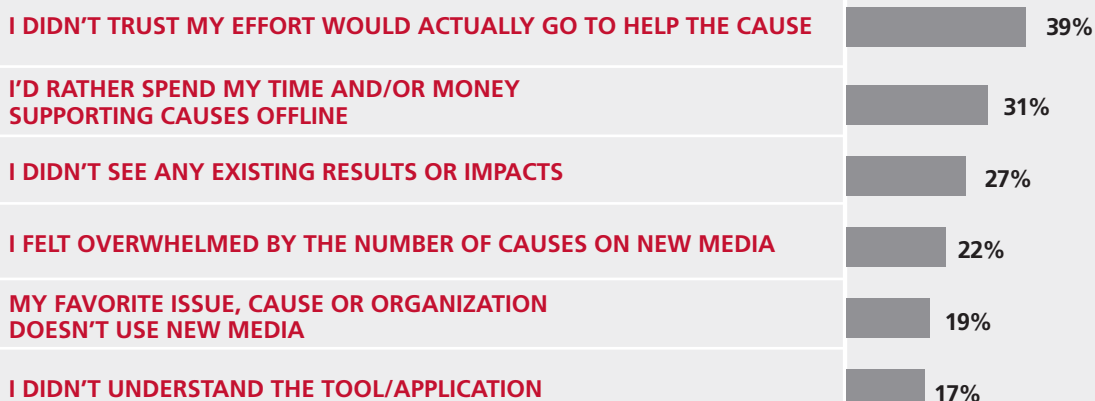 I DIDN'T TRUST MY EFFORT WOULD ACTUALLY GO TO HELP THE CAUSE 39%
I'D RATHER SPEND MY TIME AND/OR MONEY
SUPPORTING CAUSES OFFLINE 31%
I DIDN'T SEE ANY EXISTING RESULTS OR IMPACTS 27%
I FELT OVERWHELMED BY THE NUMBER OF CAUSES ON NEW MEDIA 22%
MY FAVORITE ISSUE, CAUSE OR ORGANIZATION
DOESN'T USE NEW MEDIA 19%
I DIDN'T UNDERSTAND THE TOOL/APPLICATION 17%